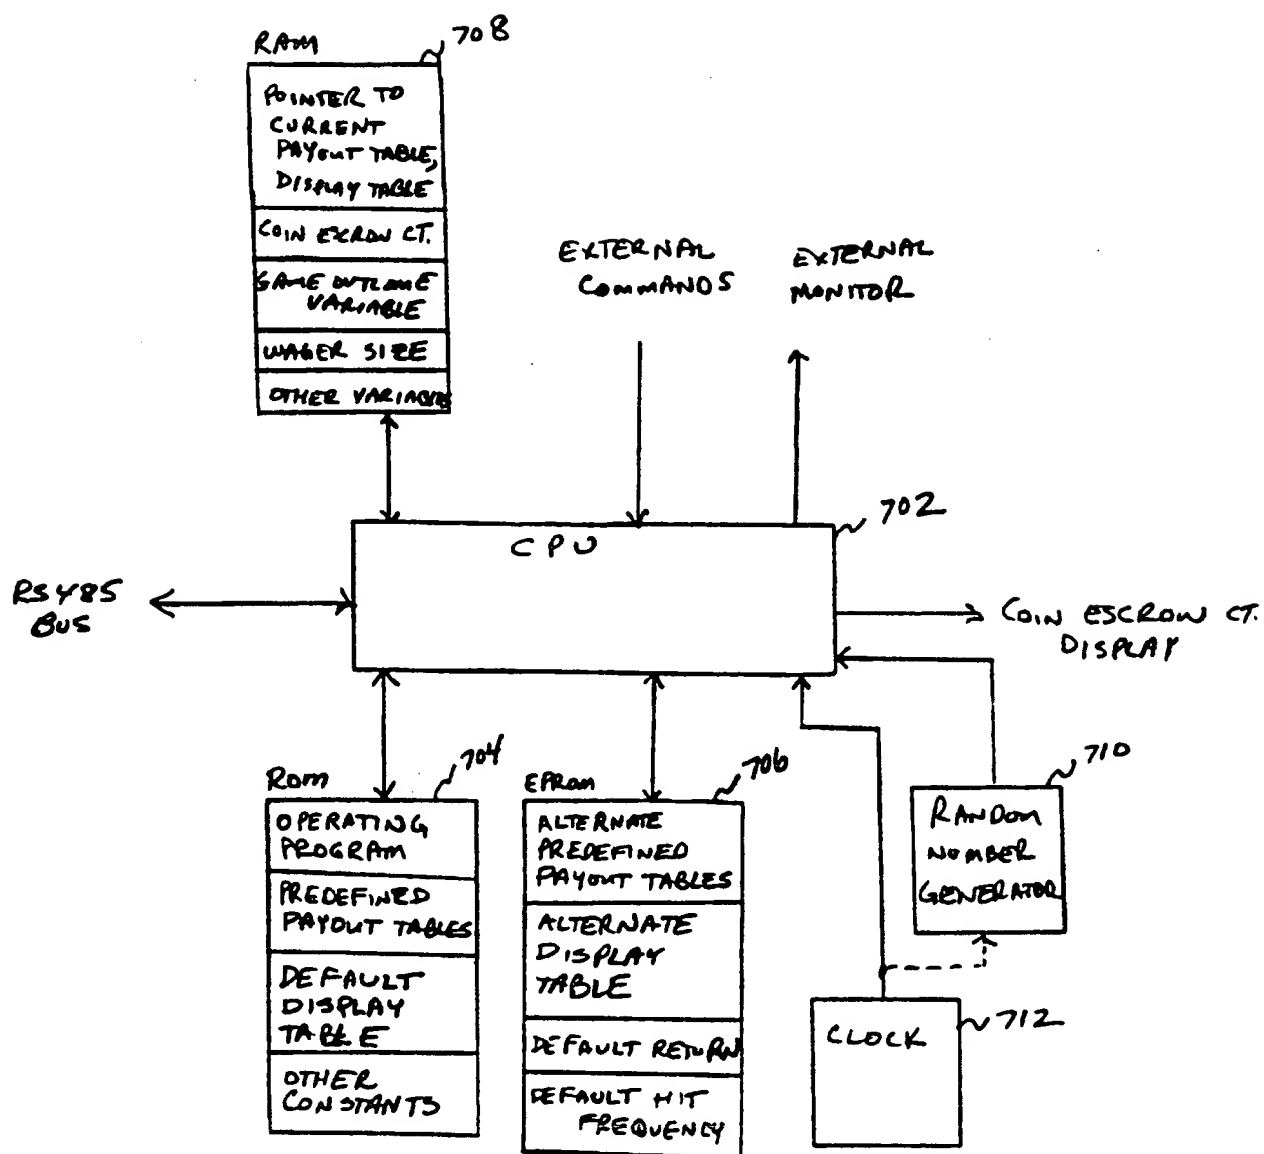 RAM
708
POINTER TO
CURRENT
PAYOUT TABLE,
DISPLAY TABLE
COIN EXROW CT.
GAME OUTCOME
VARIABLE
WAGER SIZE
OTHER VARIABLES
EXTERNAL
COMMANDS
EXTERNAL
MONITOR
702
CPU
RS485
BUS
COIN ESCROW CT.
DISPLAY
ROM
704
OPERATING
PROGRAM
PREDEFINED
PAYOUT TABLES
DEFAULT
DISPLAY
TABLE
OTHER
CONSTANTS
EPROM
706
ALTERNATE
PREDEFINED
PAYOUT TABLES
ALTERNATE
DISPLAY
TABLE
DEFAULT RETURN
DEFAULT HIT
FREQUENCY
710
RANDOM
NUMBER
GENERATOR
CLOCK
712